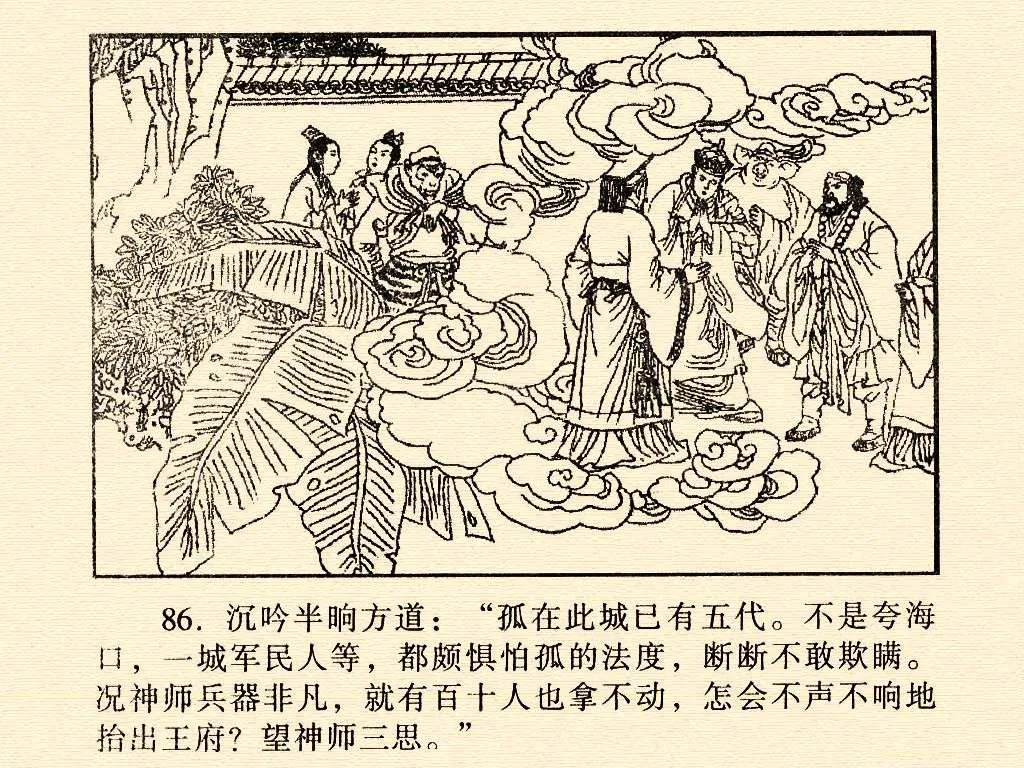 86. 沉吟半晌方道：“孤在此城已有五代。不是夸海
口，一城军民人等，都颇惧怕孤的法度，断断不敢欺瞒。
况神师兵器非凡，就有百十人也拿不动，怎会不声不响地
抬出王府？望神师三思。”